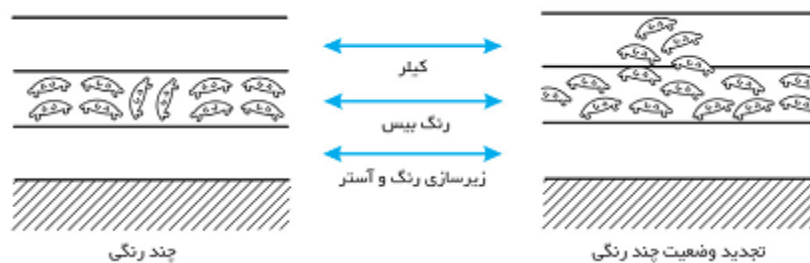 کیلر
رنگ بیس
زیرسازی رنگ و آستر
تجدید وضعیت چند رنگی
چند رنگی